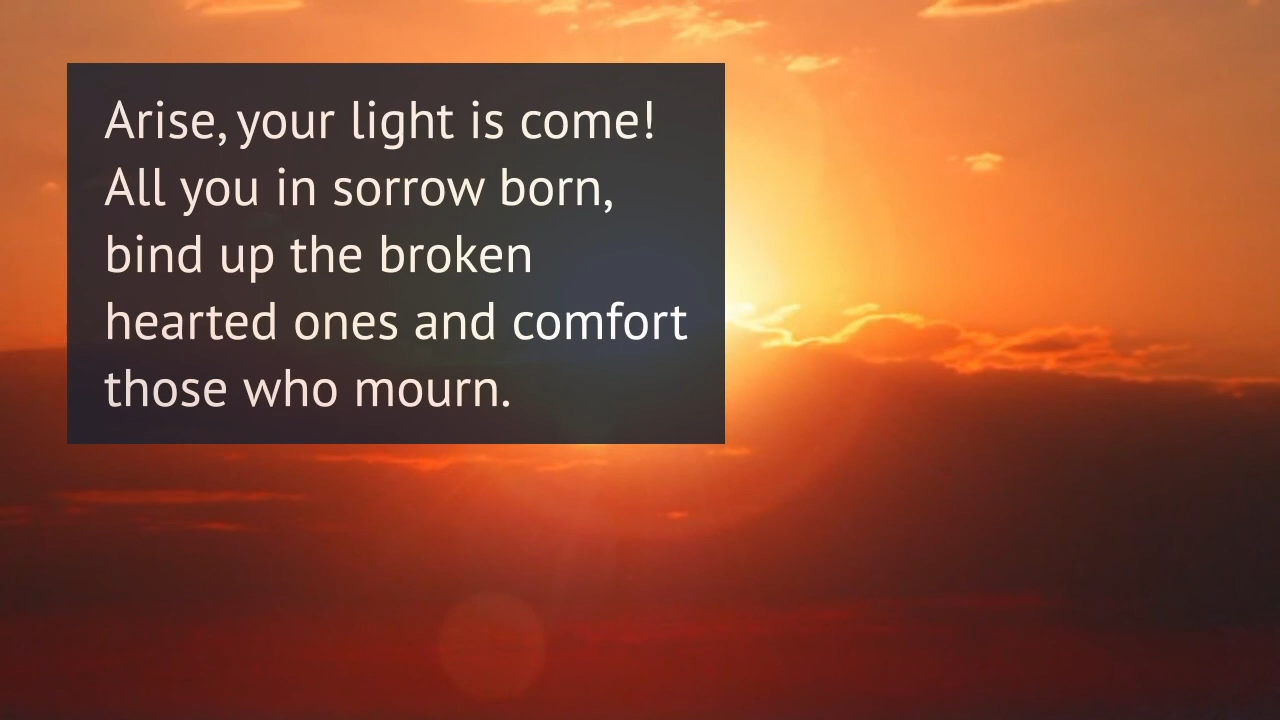 Arise, your light is come!
All you in sorrow born,
bind up the broken
hearted ones and comfort
those who mourn.